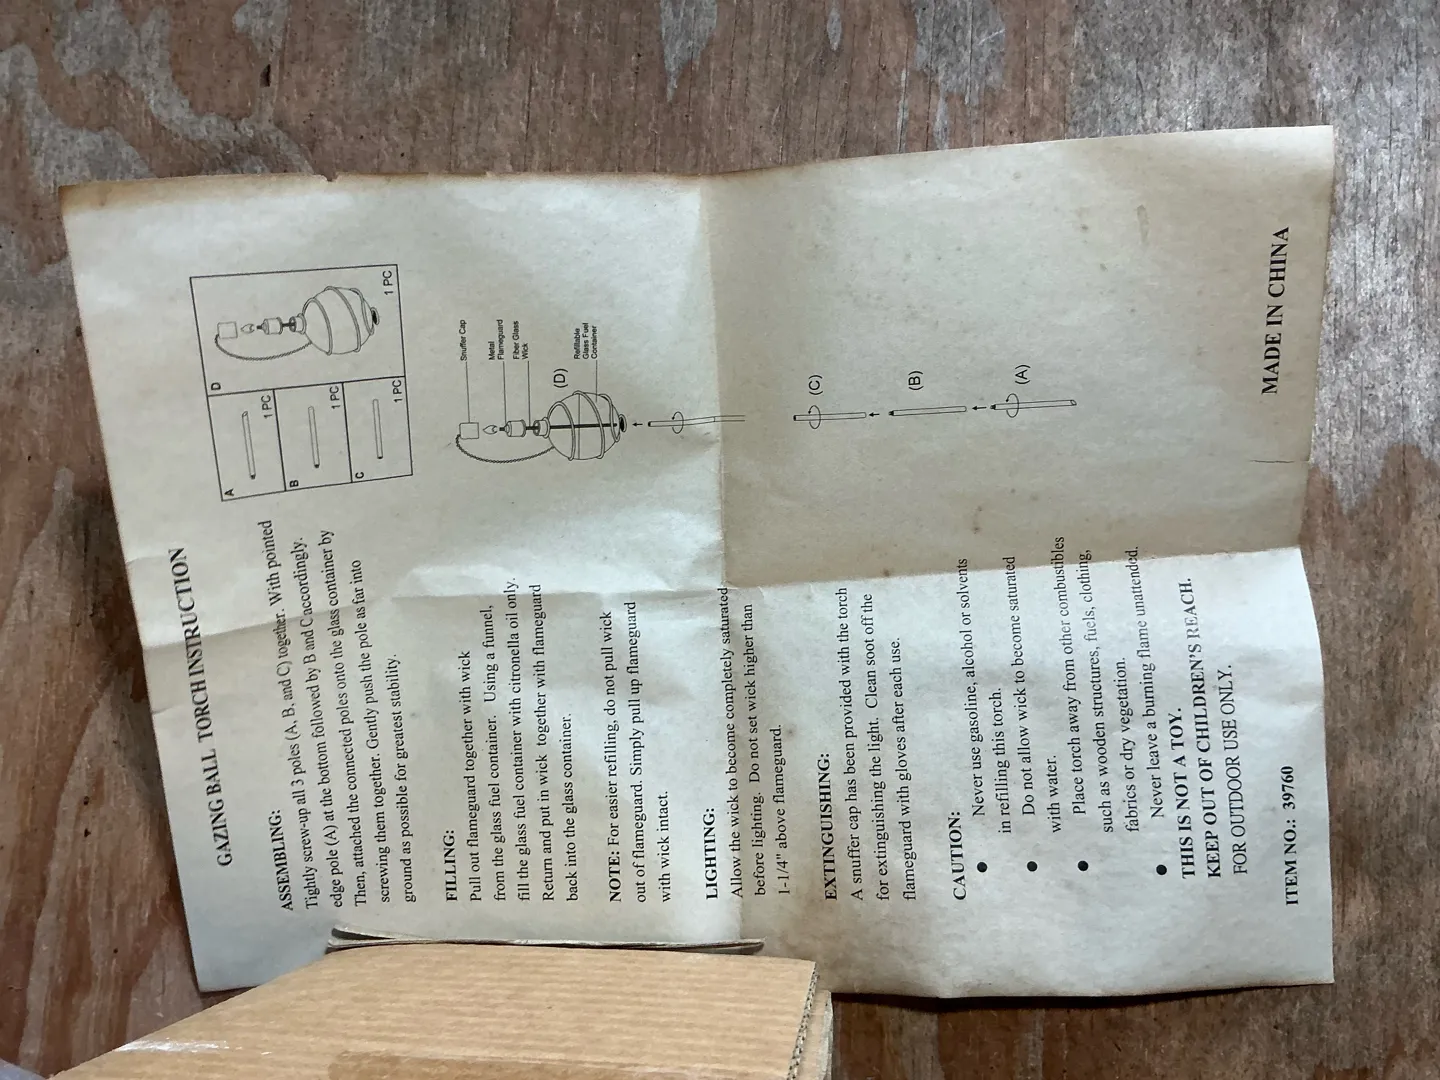 GAZING BALL TORCH INSTRUCTION
ASSEMBLING:
Tightly screw-up all 3 poles (A, B, and C) together. With pointed
edge pole (A) at the bottom followed by B and C accordingly.
Then, attached the connected poles onto the glass container by
screwing them together. Gently push the pole as far into
ground as possible for greatest stability.
A
1 PC
B
1 PC
C
1 PC
D
1 PC
FILLING:
Pull out flameguard together with wick
from the glass fuel container. Using a funnel,
fill the glass fuel container with citronella oil only.
Return and put in wick together with flameguard
back into the glass container.
NOTE: For easier refilling, do not pull wick
out of flameguard. Simply pull up flameguard
with wick intact.
Snuffer Cap
Metal
Flameguard
Fiber Glass
Wick
Refillable
Glass Fuel
Container
(D)
(C)
(B)
(A)
LIGHTING:
Allow the wick to become completely saturated
before lighting. Do not set wick higher than
1-1/4" above flameguard.
EXTINGUISHING:
A snuffer cap has been provided with the torch
for extinguishing the light. Clean soot off the
flameguard with gloves after each use.
CAUTION:
● Never use gasoline, alcohol or solvents
in refilling this torch.
● Do not allow wick to become saturated
with water.
● Place torch away from other combustibles
such as wooden structures, fuels, clothing,
fabrics or dry vegetation.
● Never leave a burning flame unattended.
THIS IS NOT A TOY.
KEEP OUT OF CHILDREN'S REACH.
FOR OUTDOOR USE ONLY.
ITEM NO.: 39760
MADE IN CHINA